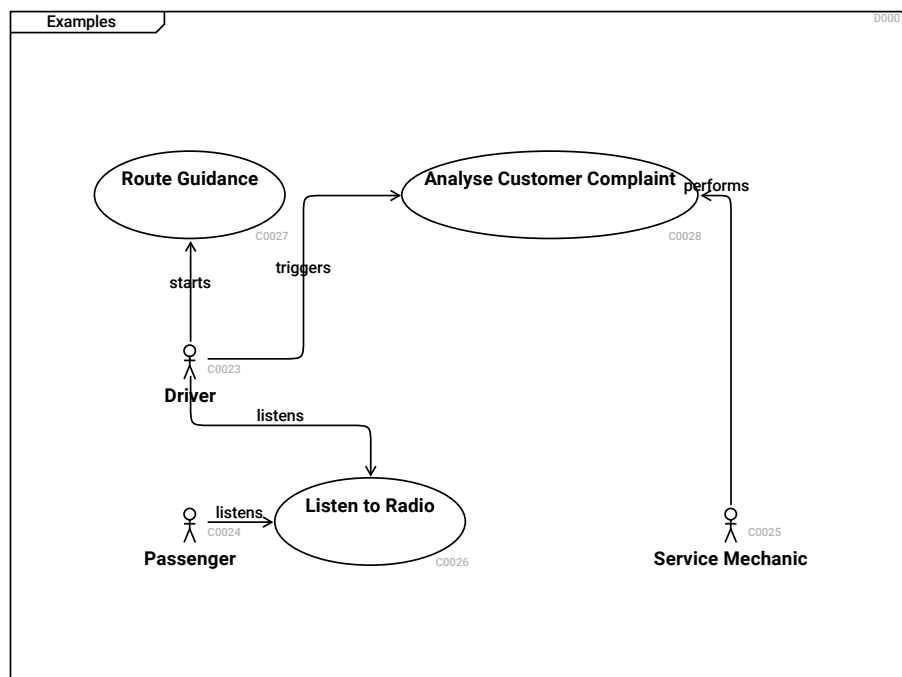 Examples
Route Guidance
C0027
Analyse Customer Complaint
performs
C0028
triggers
starts
C0023
Driver
listens
Listen to Radio
listens
C0024
Passenger
C0026
C0025
Service Mechanic